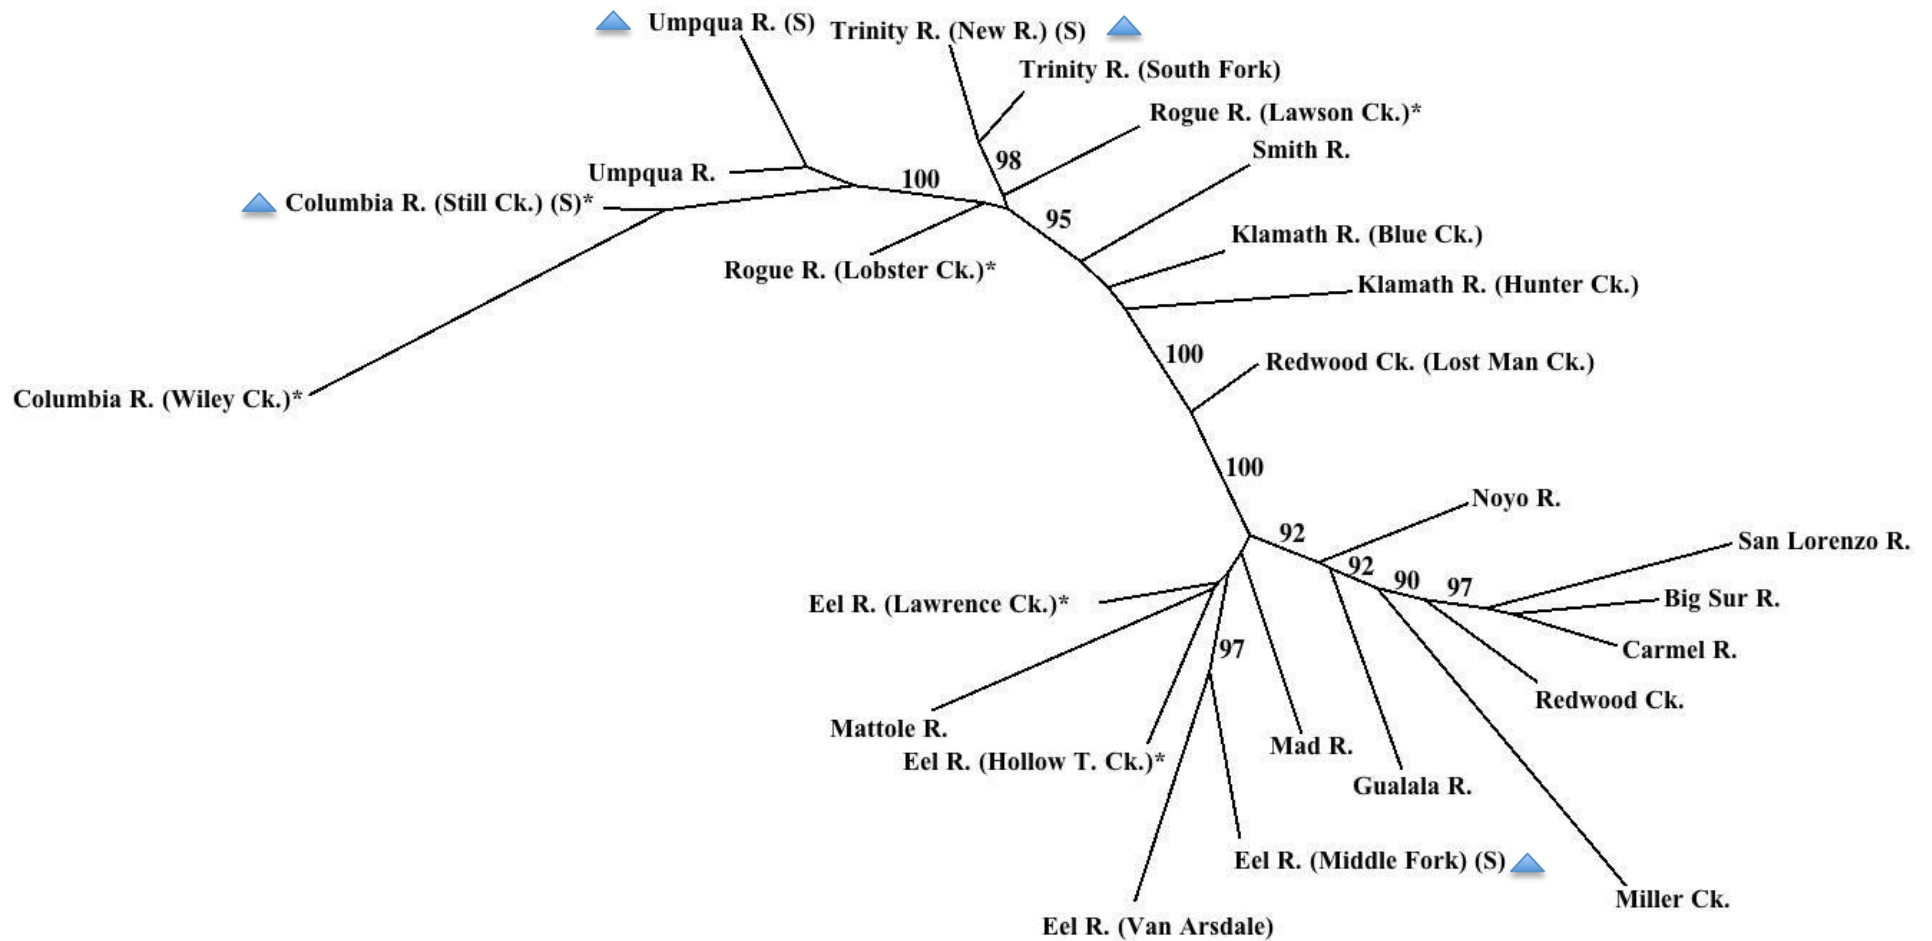 Umpqua R. (S)
Trinity R. (New R.) (S)
Trinity R. (South Fork)
Rogue R. (Lawson Ck.)*
Smith R.
98
Umpqua R.
100
Columbia R. (Still Ck.) (S)*
95
Klamath R. (Blue Ck.)
Rogue R. (Lobster Ck.)*
Klamath R. (Hunter Ck.)
100
Redwood Ck. (Lost Man Ck.)
Columbia R. (Wiley Ck.)*
100
Noyo R.
92
San Lorenzo R.
92
90
97
Big Sur R.
Eel R. (Lawrence Ck.)*
97
Carmel R.
Redwood Ck.
Mattole R.
Mad R.
Eel R. (Hollow T. Ck.)*
Gualala R.
Eel R. (Middle Fork) (S)
Miller Ck.
Eel R. (Van Arsdale)